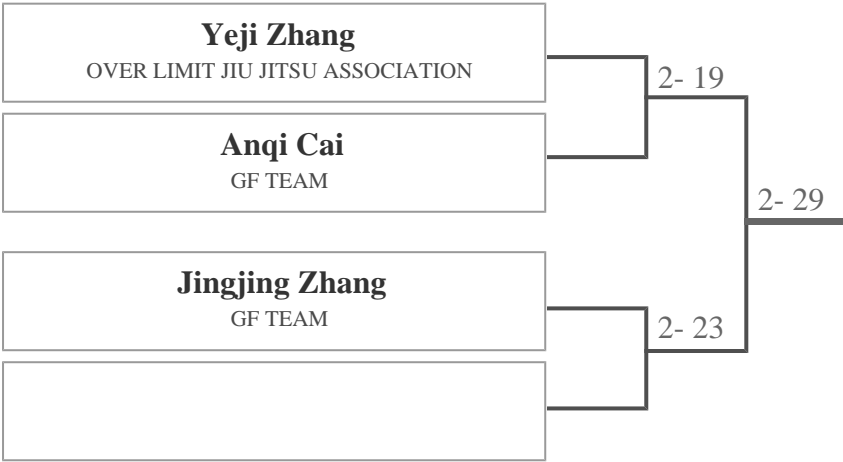 Yeji Zhang
OVER LIMIT JIU JITSU ASSOCIATION
2- 19
Anqi Cai
GF TEAM
2- 29
Jingjing Zhang
GF TEAM
2- 23